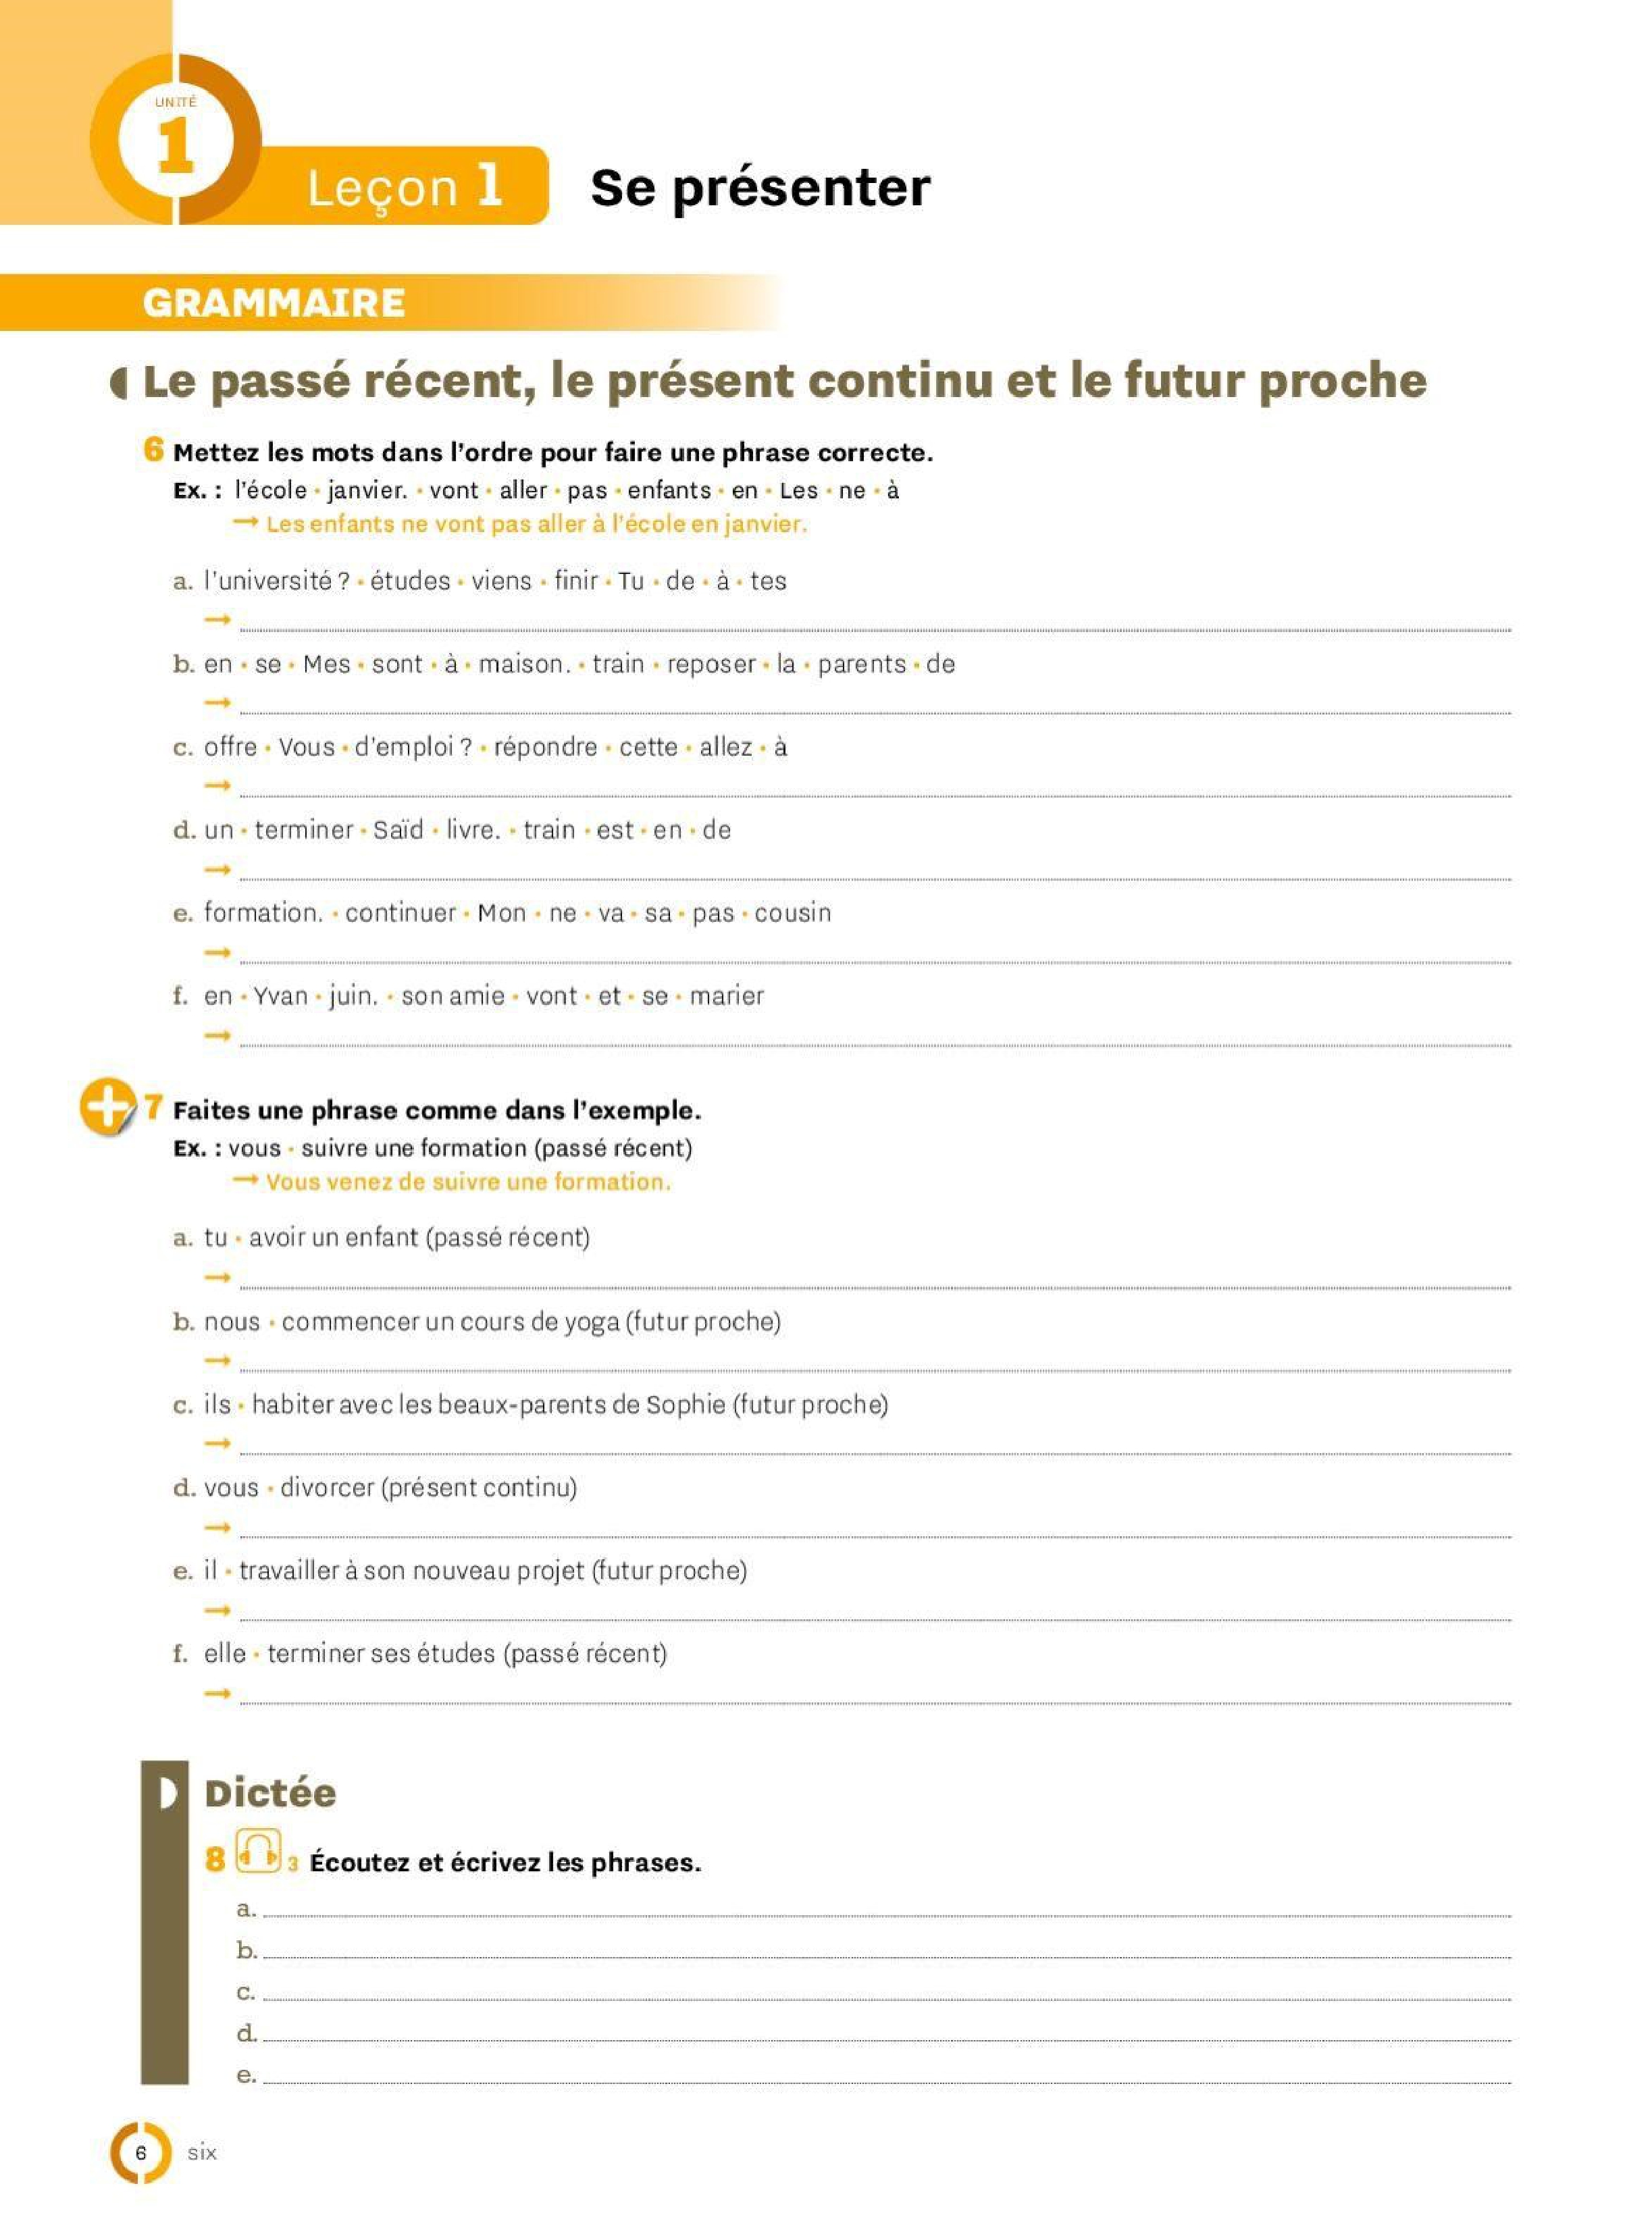 UNITÉ
1
Leçon 1 Se présenter
GRAMMAIRE
Le passé récent, le présent continu et le futur proche
6 Mettez les mots dans l'ordre pour faire une phrase correcte.
Ex. : l'école • janvier. • vont • aller • pas • enfants • en • Les • ne • à
→ Les enfants ne vont pas aller à l'école en janvier.
a. l'université ? • études • viens • finir • Tu • de • à • tes
→
b. en • se • Mes • sont • à • maison. • train • reposer • la • parents • de
→
c. offre • Vous • d'emploi ? • répondre • cette • allez • à
→
d. un • terminer • Saïd • livre. • train • est • en • de
→
e. formation. • continuer • Mon • ne • va • sa • pas • cousin
→
f. en • Yvan • juin. • son amie • vont • et • se • marier
→
7 Faites une phrase comme dans l'exemple.
Ex. : vous • suivre une formation (passé récent)
→ Vous venez de suivre une formation.
a. tu • avoir un enfant (passé récent)
→
b. nous • commencer un cours de yoga (futur proche)
→
c. ils • habiter avec les beaux-parents de Sophie (futur proche)
→
d. vous • divorcer (présent continu)
→
e. il • travailler à son nouveau projet (futur proche)
→
f. elle • terminer ses études (passé récent)
→
Dictée
8 3 Écoutez et écrivez les phrases.
a.
b.
c.
d.
e.
6 six